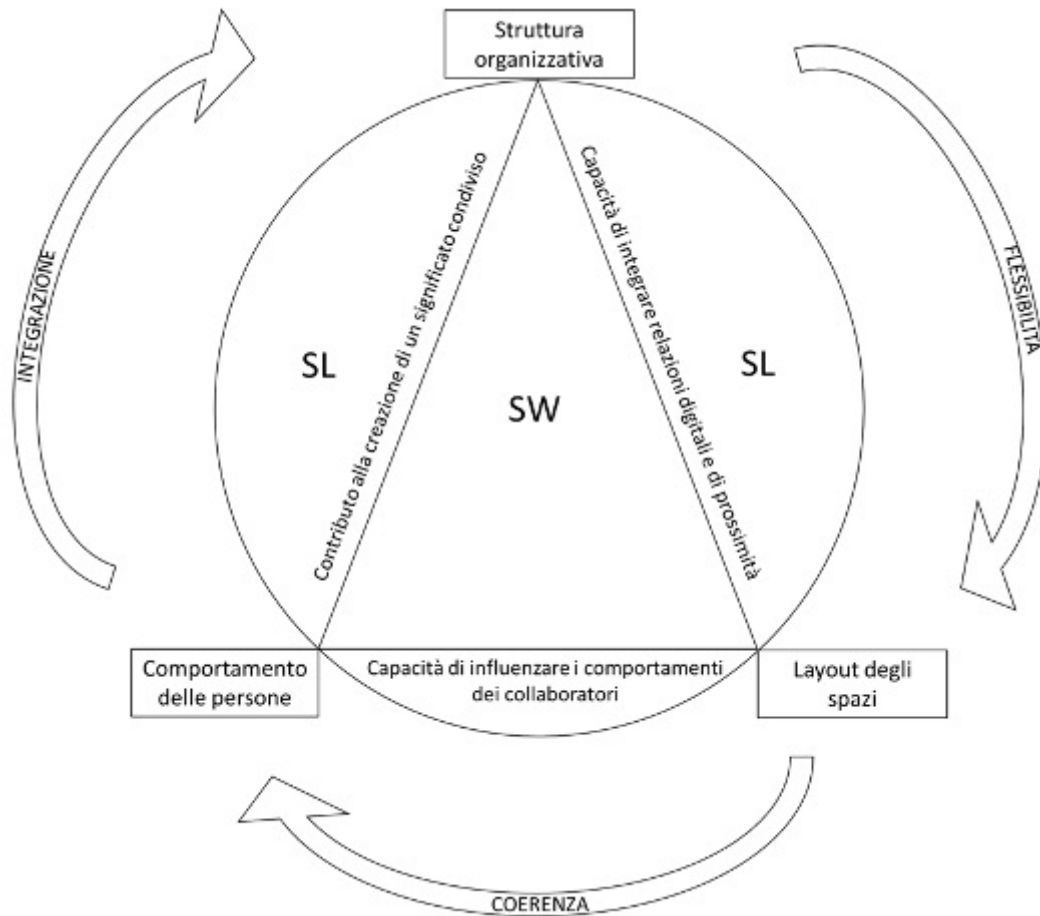 Struttura
organizzativa
INTEGRAZIONE
FLESSIBILITA
Contributo alla creazione di un significato condiviso
Capacità di integrare relazioni digitali e di prossimità
SL
SW
SL
Comportamento
delle persone
Capacità di influenzare i comportamenti
dei collaboratori
Layout degli
spazi
COERENZA